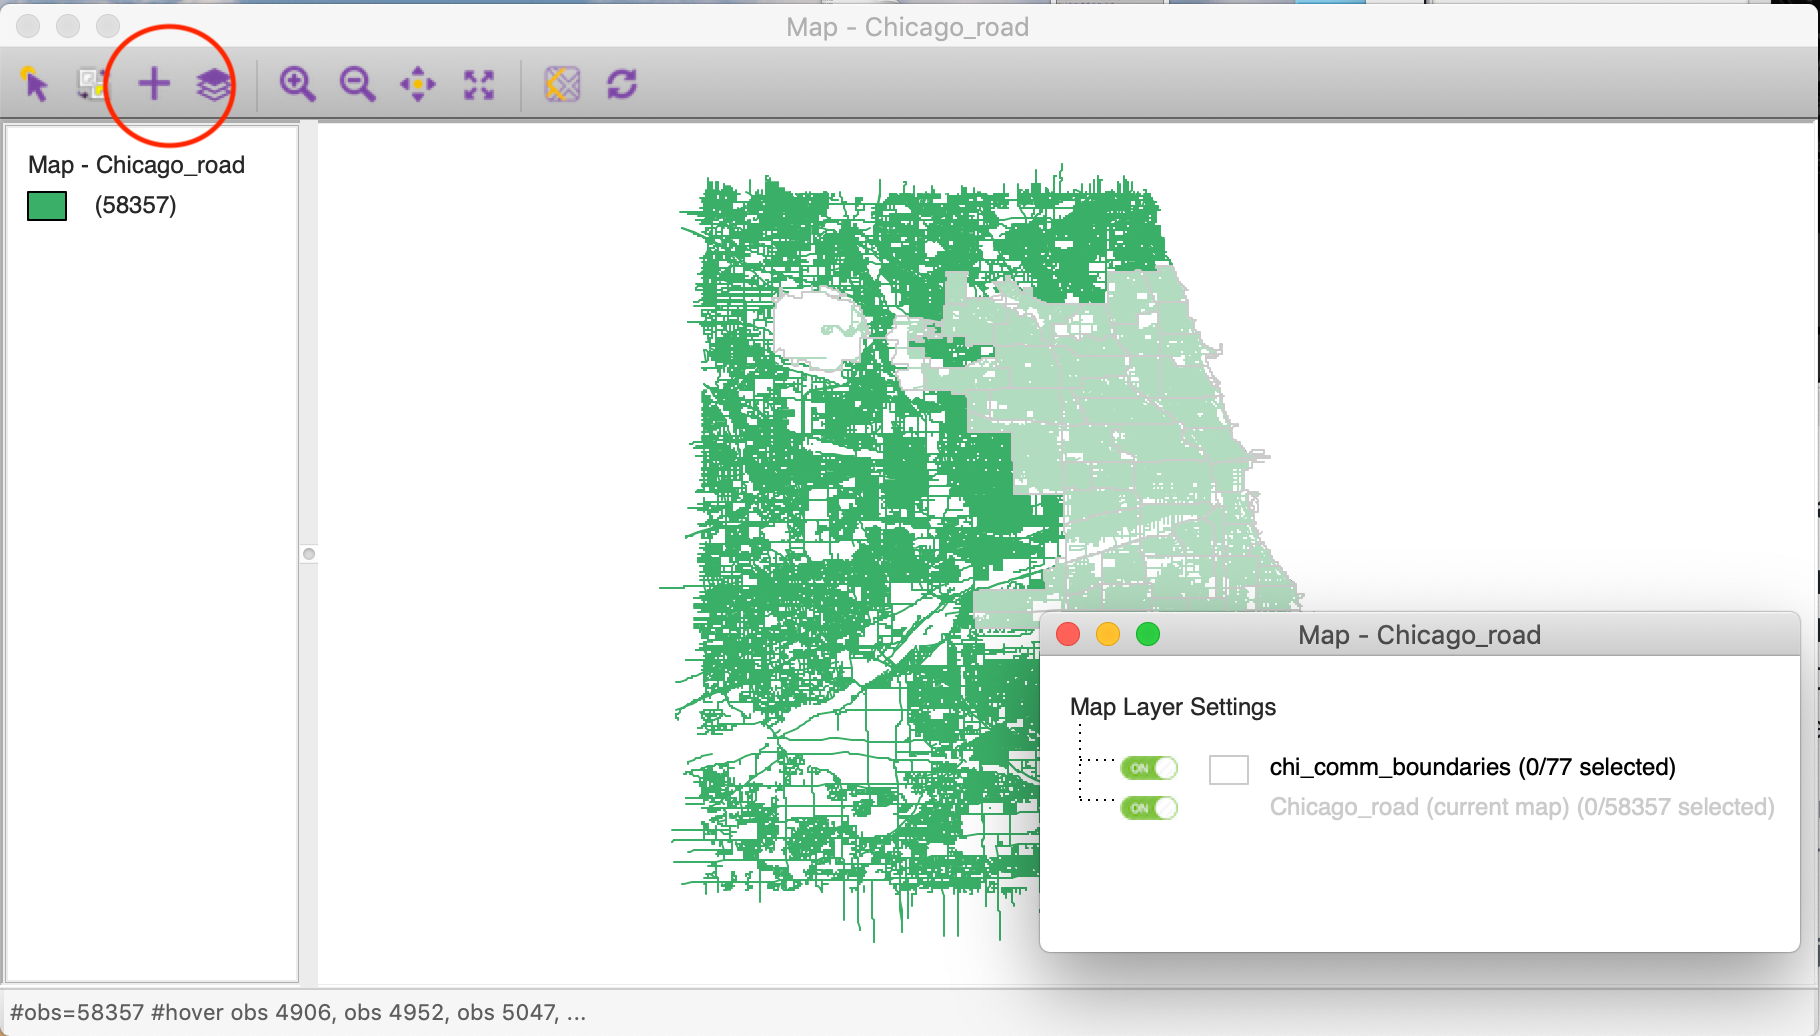 Map - Chicago_road
Map - Chicago_road
(58357)
Map - Chicago_road
Map Layer Settings
ON chi_comm_boundaries (0/77 selected)
ON Chicago_road (current map) (0/58357 selected)
#obs=58357 #hover obs 4906, obs 4952, obs 5047, ...